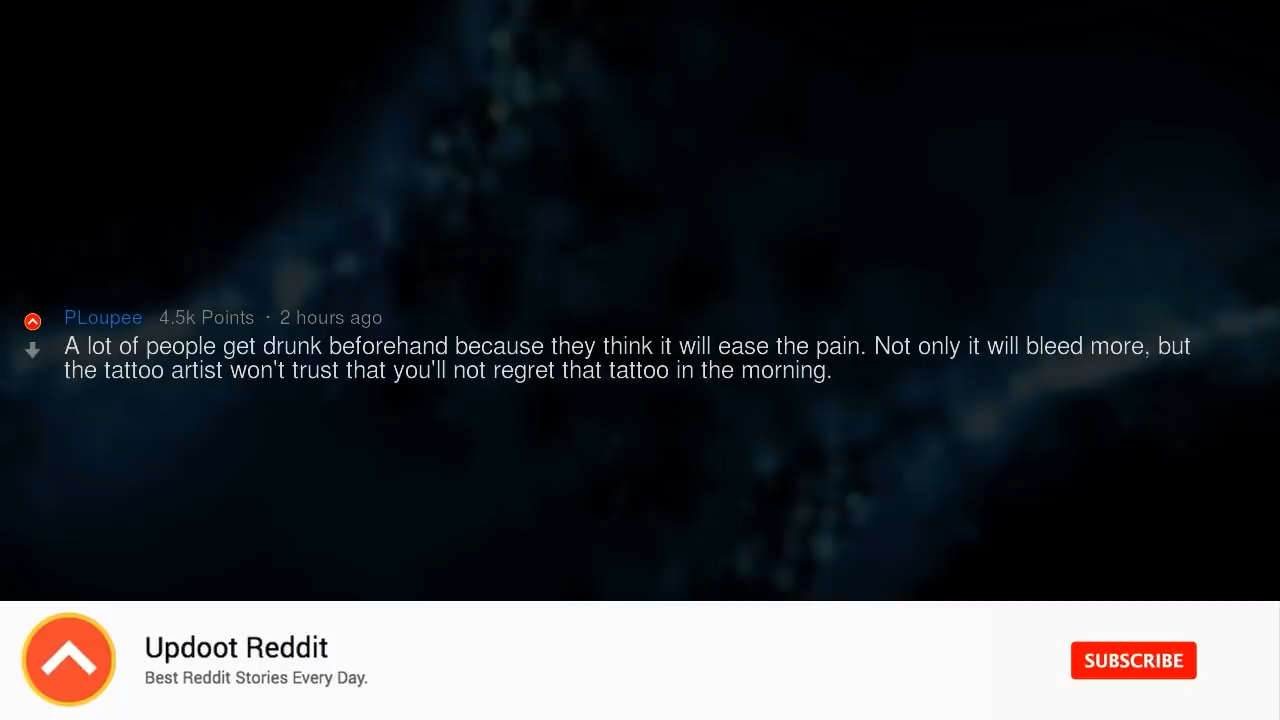 PLoupee 4.5k Points · 2 hours ago
A lot of people get drunk beforehand because they think it will ease the pain. Not only it will bleed more, but
the tattoo artist won't trust that you'll not regret that tattoo in the morning.
Updoot Reddit
Best Reddit Stories Every Day.
SUBSCRIBE